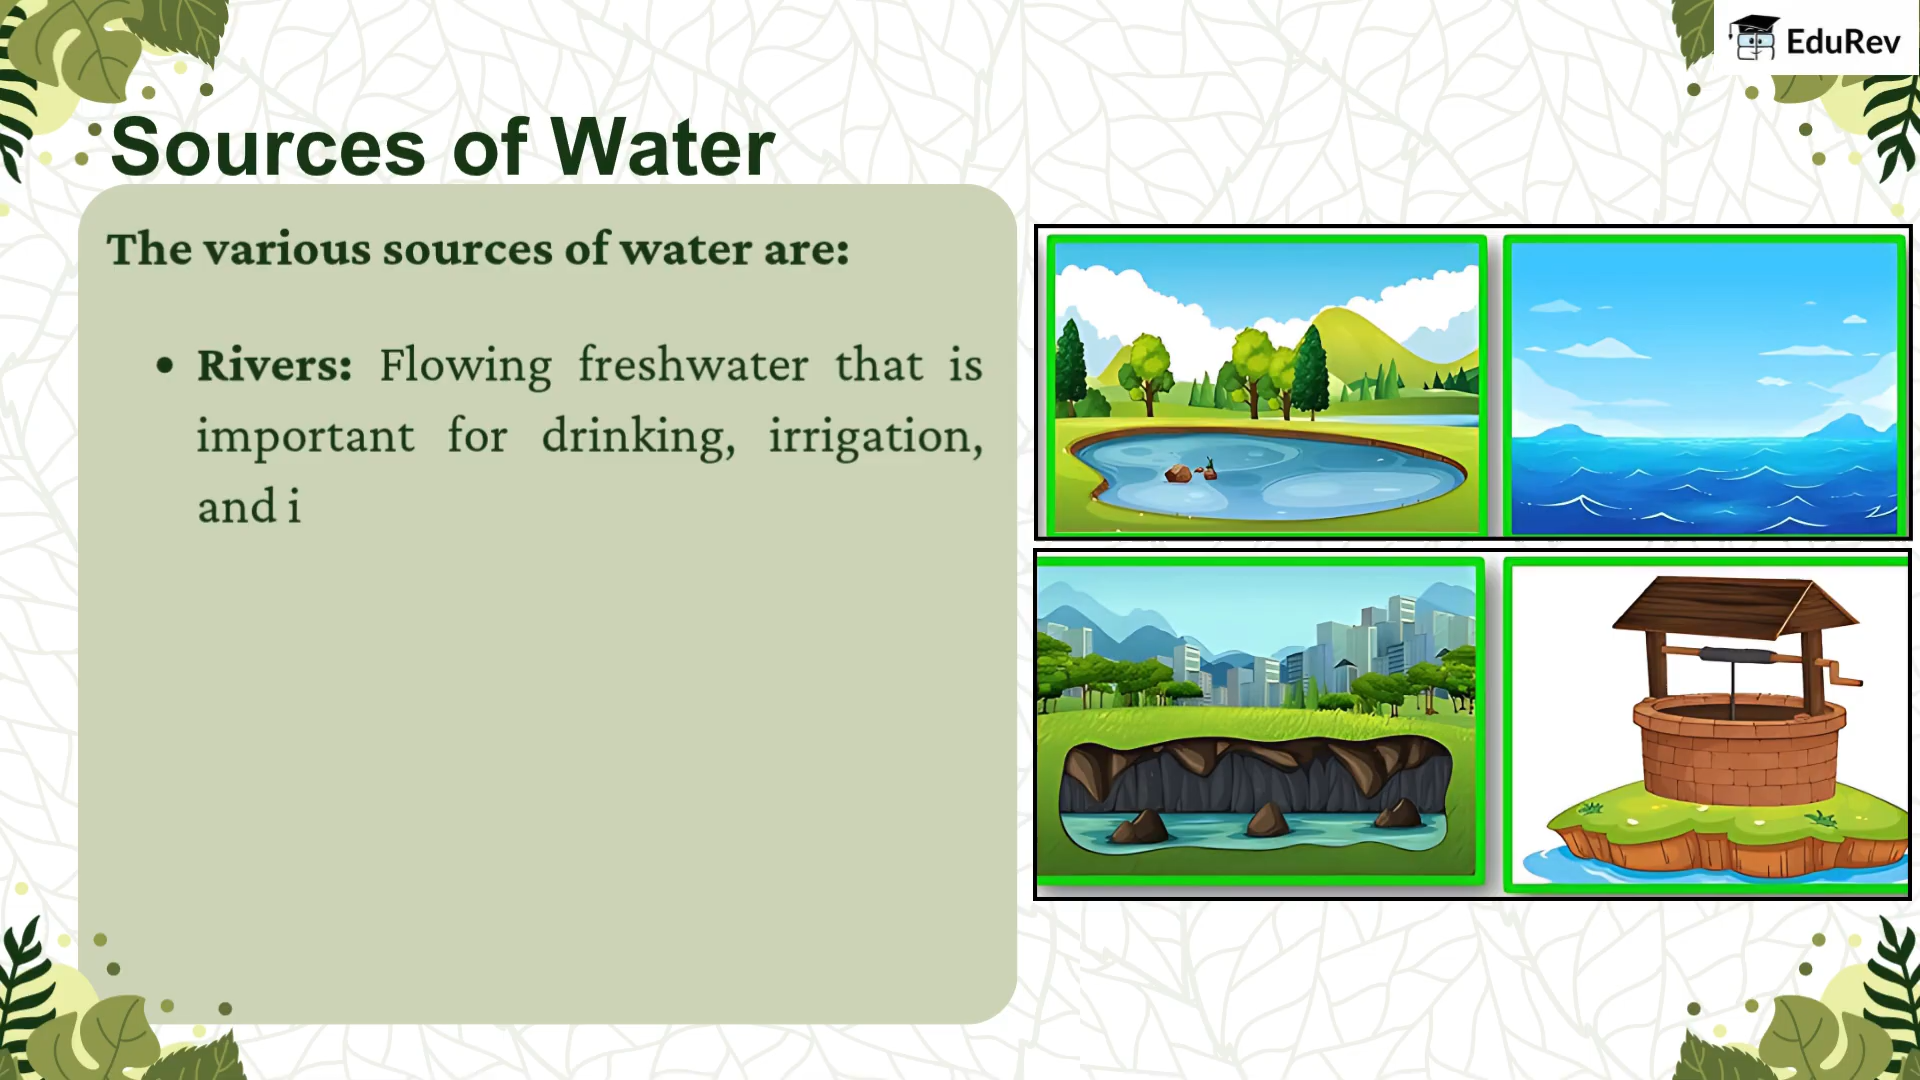 EduRev
Sources of Water
The various sources of water are:
• Rivers: Flowing freshwater that is
important for drinking, irrigation,
and i